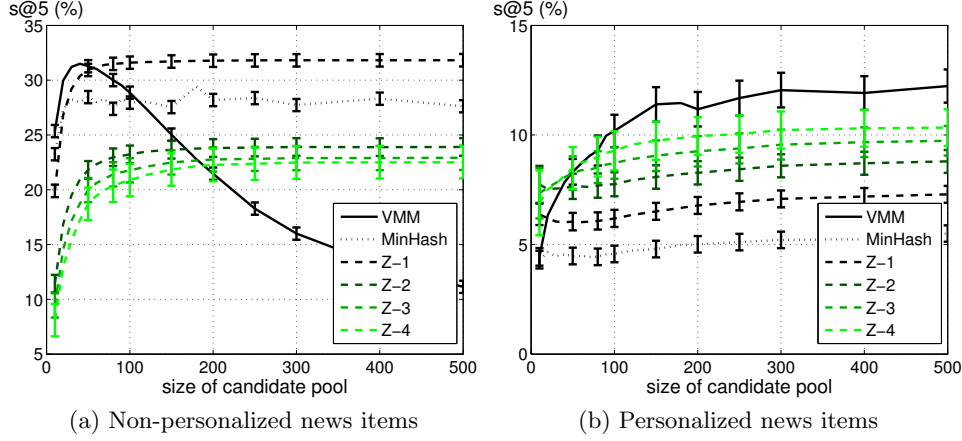 s@5 (%)
35
30
25
20
15
10
5
0
100
200
300
400
500
size of candidate pool
VMM
MinHash
Z-1
Z-2
Z-3
Z-4
(a) Non-personalized news items
s@5 (%)
15
10
5
0
0
100
200
300
400
500
size of candidate pool
VMM
MinHash
Z-1
Z-2
Z-3
Z-4
(b) Personalized news items